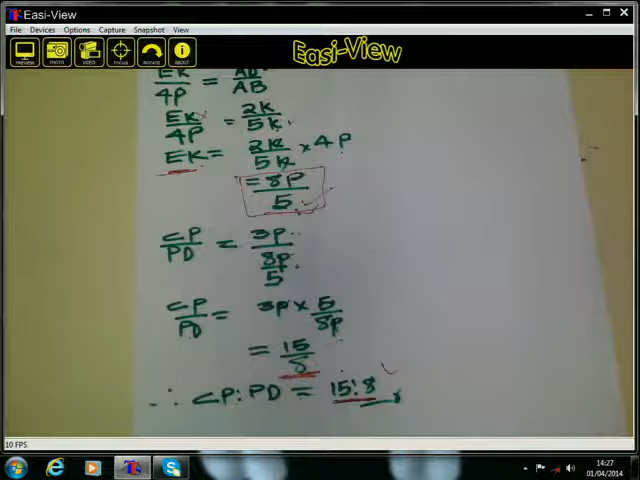 Easi-View
File Devices Options Capture Snapshot View
PREVIEW PHOTO VIDEO FOCUS ROTATE ABOUT
Easi-View
EK/4P = AD/AB
EK/4P = 2K/5K
EK = 2K/5K × 4P
= 8P/5
CP/PD = 3P/(8P/5)
CP/PD = 3P × 5/8P
= 15/8
∴ CP:PD = 15:8
10 FPS
14:27
01/04/2014